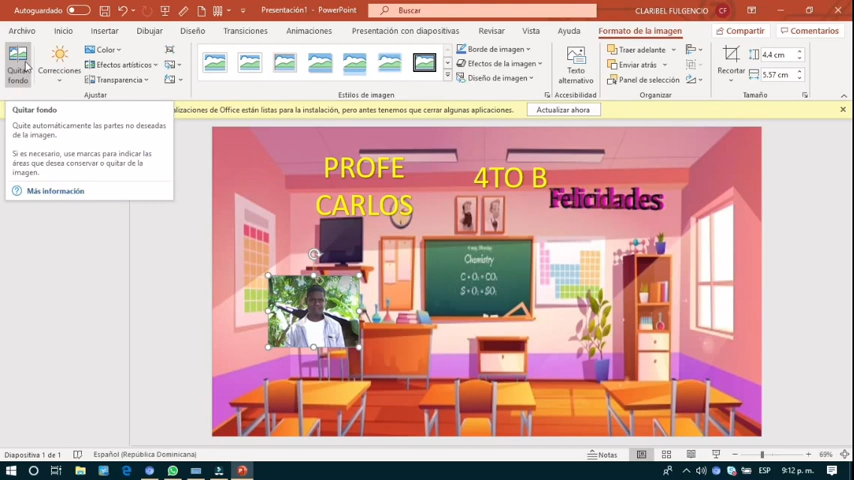 Autoguardado
Presentación1 - PowerPoint
Buscar
CLARIBEL FULGENCIO
CF
Archivo
Inicio
Insertar
Dibujar
Diseño
Transiciones
Animaciones
Presentación con diapositivas
Revisar
Vista
Ayuda
Formato de la imagen
Compartir
Comentarios
Quitar fondo
Correcciones
Color
Efectos artísticos
Transparencia
Ajustar
Estilos de imagen
Borde de imagen
Efectos de la imagen
Diseño de imagen
Texto alternativo
Accesibilidad
Traer adelante
Enviar atrás
Panel de selección
Organizar
Recortar
4.4 cm
5.57 cm
Tamaño
alizaciones de Office están listas para la instalación, pero antes tenemos que cerrar algunas aplicaciones.
Actualizar ahora
Quitar fondo
Quite automáticamente las partes no deseadas
de la imagen.
Si es necesario, use marcas para indicar las
áreas que desea conservar o quitar de la
imagen.
Más información
PROFE
CARLOS
4TO B
Felicidades
Chemistry
C + O₂ = CO₂
S + O₂ = SO₂
Diapositiva 1 de 1
Español (República Dominicana)
Notas
69%
ESP
9:12 p. m.